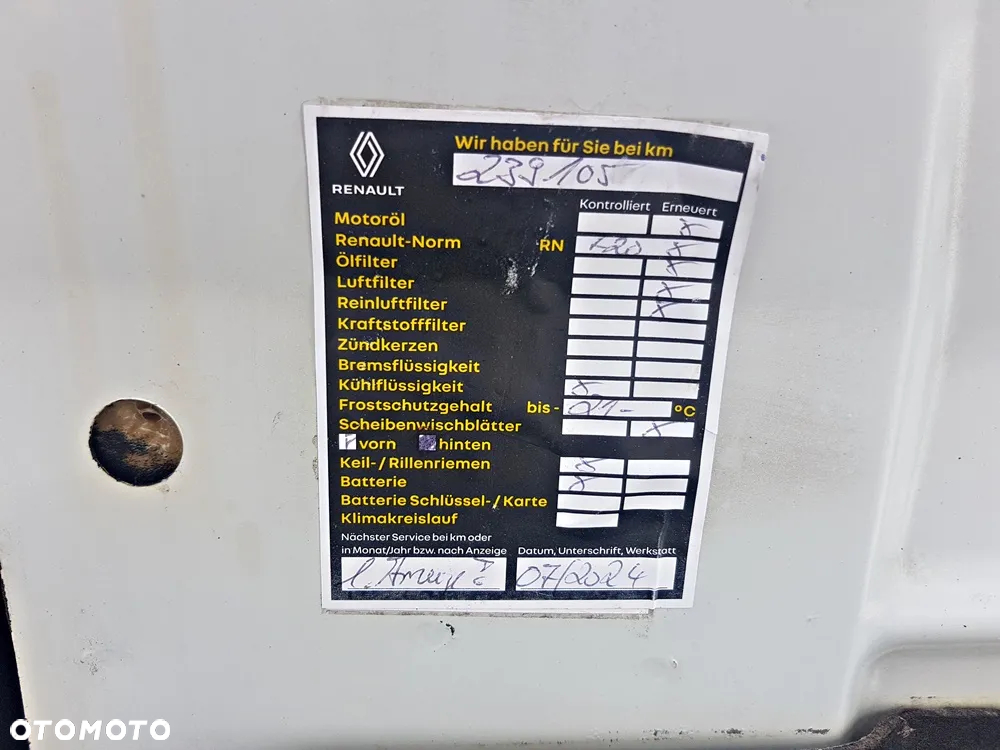 Wir haben für Sie bei km
RENAULT
239105
Kontrolliert Erneuert
Motoröl x
Renault-Norm RN x
Ölfilter x
Luftfilter x
Reinluftfilter x
Kraftstofffilter
Zündkerzen
Bremsflüssigkeit
Kühlflüssigkeit x
Frostschutzgehalt bis - °C
Scheibenwischblätter x
vorn hinten
Keil-/Rillenriemen x
Batterie x
Batterie Schlüssel-/Karte
Klimakreislauf
Nächster Service bei km oder
in Monat/Jahr bzw. nach Anzeige Datum, Unterschrift, Werkstatt
07/2024
OTOMOTO